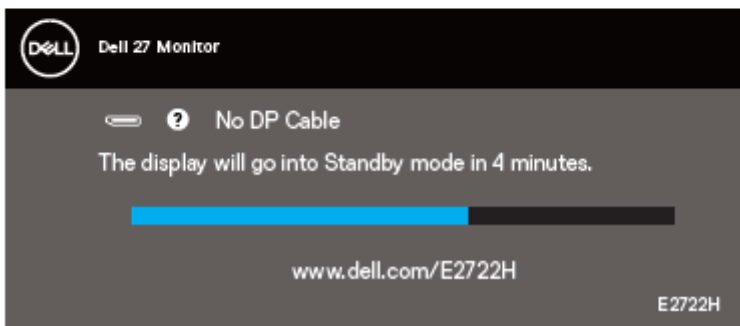 DELL
Dell 27 Monitor
? No DP Cable
The display will go into Standby mode in 4 minutes.
www.dell.com/E2722H
E2722H